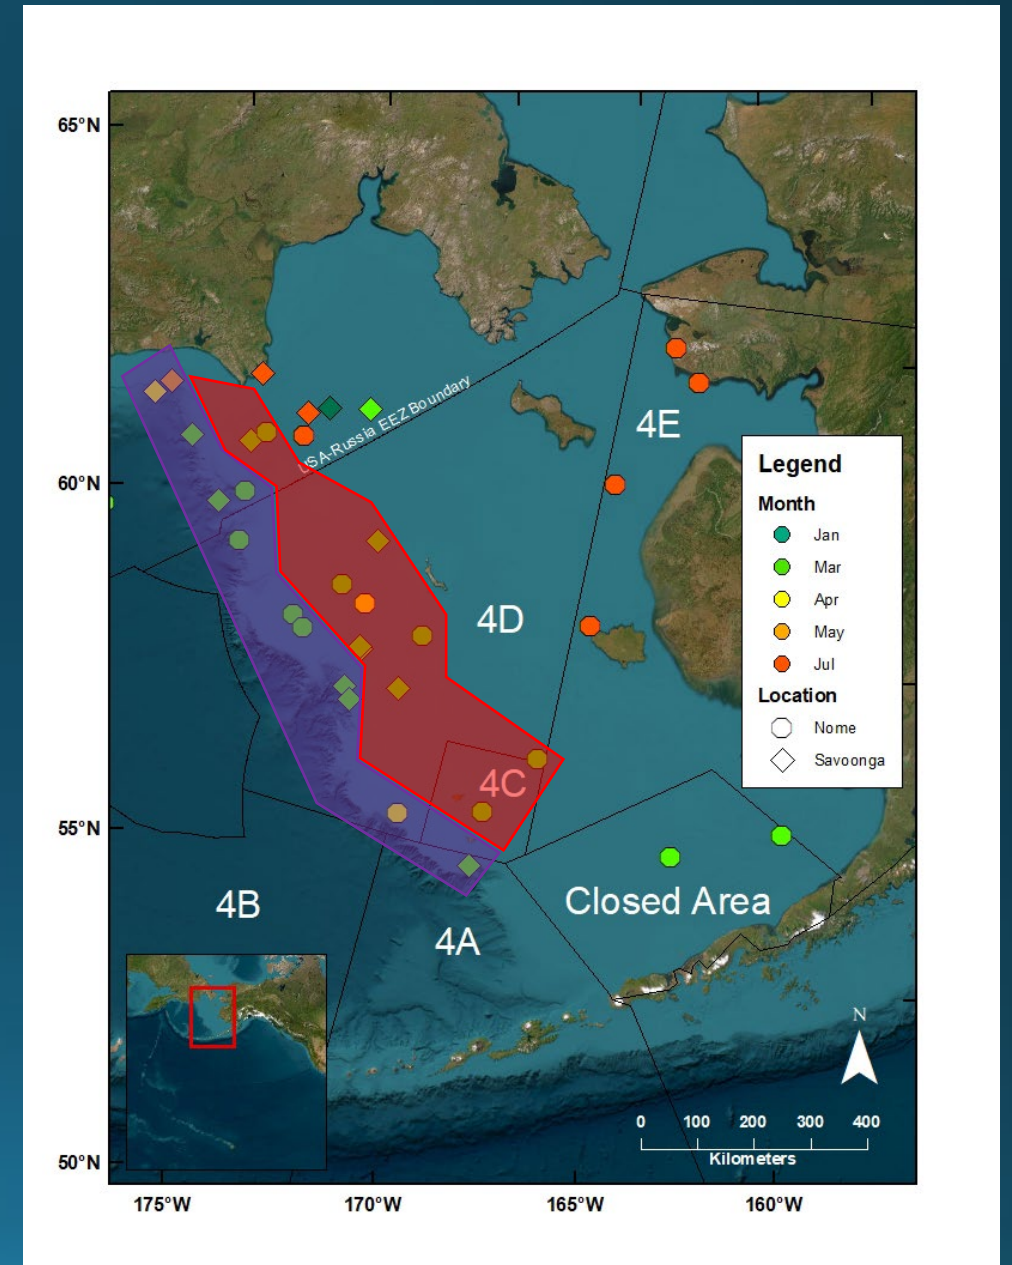 65°N
60°N
55°N
50°N
175°W
170°W
165°W
160°W
USA-Russia EEZ Boundary
4E
4D
4C
4B
4A
Closed Area
Legend
Month
Jan
Mar
Apr
May
Jul
Location
Nome
Savoonga
N
0 100 200 300 400
Kilometers